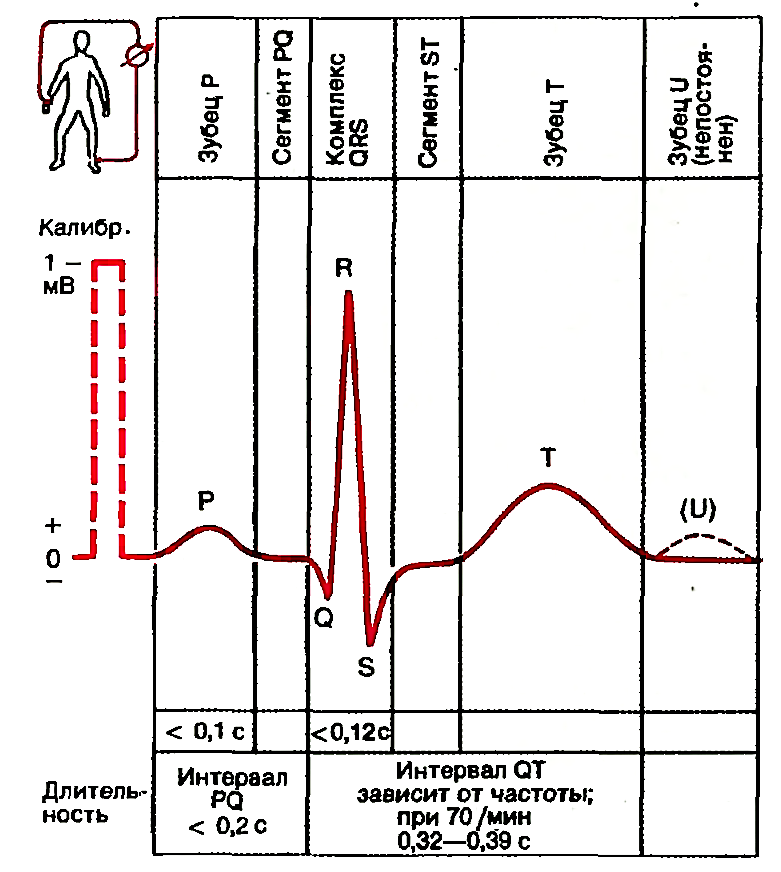 Зубец P
Сегмент PQ
Комплекс
QRS
Сегмент ST
Зубец T
Зубец U
(непостоя-
нен)
Калибр.
1 –
мВ
R
P
T
(U)
+
0
–
Q
S
< 0,1 с
<0,12с
Длитель-
ность
Интервал
PQ
< 0,2 с
Интервал QT
зависит от частоты;
при 70/мин
0,32—0,39 с